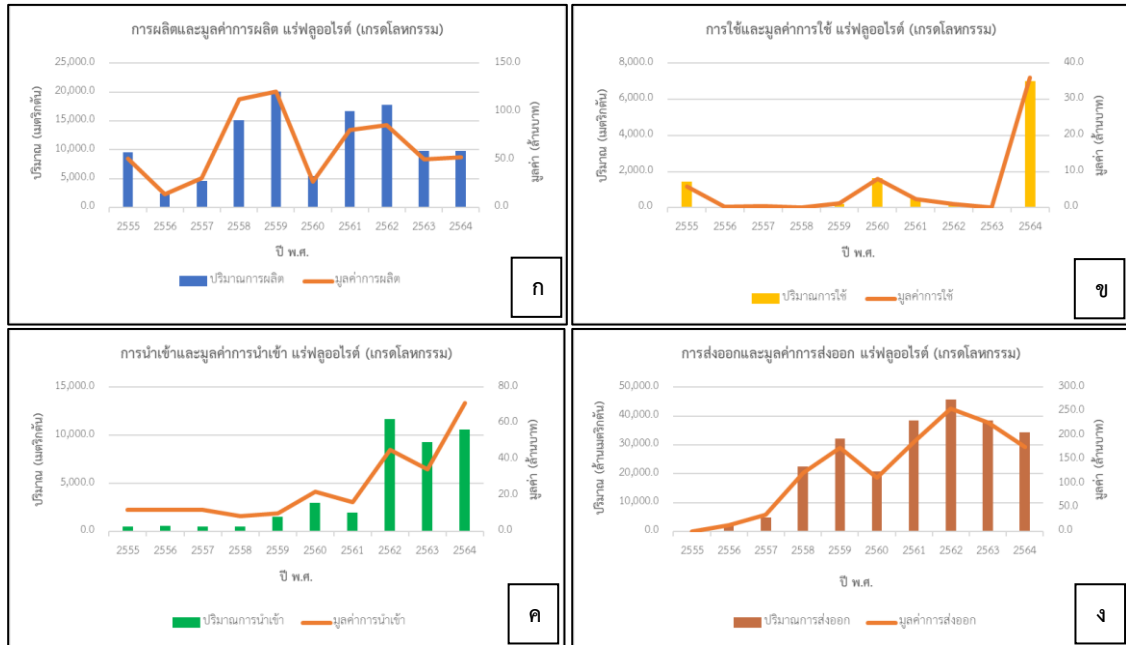 การผลิตและมูลค่าการผลิต แร่ฟลูออไรต์ (เกรดโลหกรรม)
ปริมาณ (เมตริกตัน)
25,000.0
20,000.0
15,000.0
10,000.0
5,000.0
0.0
150.0
100.0
50.0
0.0
มูลค่า (ล้านบาท)
2555 2556 2557 2558 2559 2560 2561 2562 2563 2564
ปี พ.ศ.
ปริมาณการผลิต มูลค่าการผลิต
ก
การใช้และมูลค่าการใช้ แร่ฟลูออไรต์ (เกรดโลหกรรม)
ปริมาณ (เมตริกตัน)
8,000.0
6,000.0
4,000.0
2,000.0
0.0
40.0
30.0
20.0
10.0
0.0
มูลค่า (ล้านบาท)
2555 2556 2557 2558 2559 2560 2561 2562 2563 2564
ปี พ.ศ.
ปริมาณการใช้ มูลค่าการใช้
ข
การนำเข้าและมูลค่าการนำเข้า แร่ฟลูออไรต์ (เกรดโลหกรรม)
ปริมาณ (เมตริกตัน)
15,000.0
10,000.0
5,000.0
0.0
80.0
60.0
40.0
20.0
0.0
มูลค่า (ล้านบาท)
2555 2556 2557 2558 2559 2560 2561 2562 2563 2564
ปี พ.ศ.
ปริมาณการนำเข้า มูลค่าการนำเข้า
ค
การส่งออกและมูลค่าการส่งออก แร่ฟลูออไรต์ (เกรดโลหกรรม)
ปริมาณ (ล้านเมตริกตัน)
50,000.0
40,000.0
30,000.0
20,000.0
10,000.0
0.0
300.0
250.0
200.0
150.0
100.0
50.0
0.0
มูลค่า (ล้านบาท)
2555 2556 2557 2558 2559 2560 2561 2562 2563 2564
ปี พ.ศ.
ปริมาณการส่งออก มูลค่าการส่งออก
ง